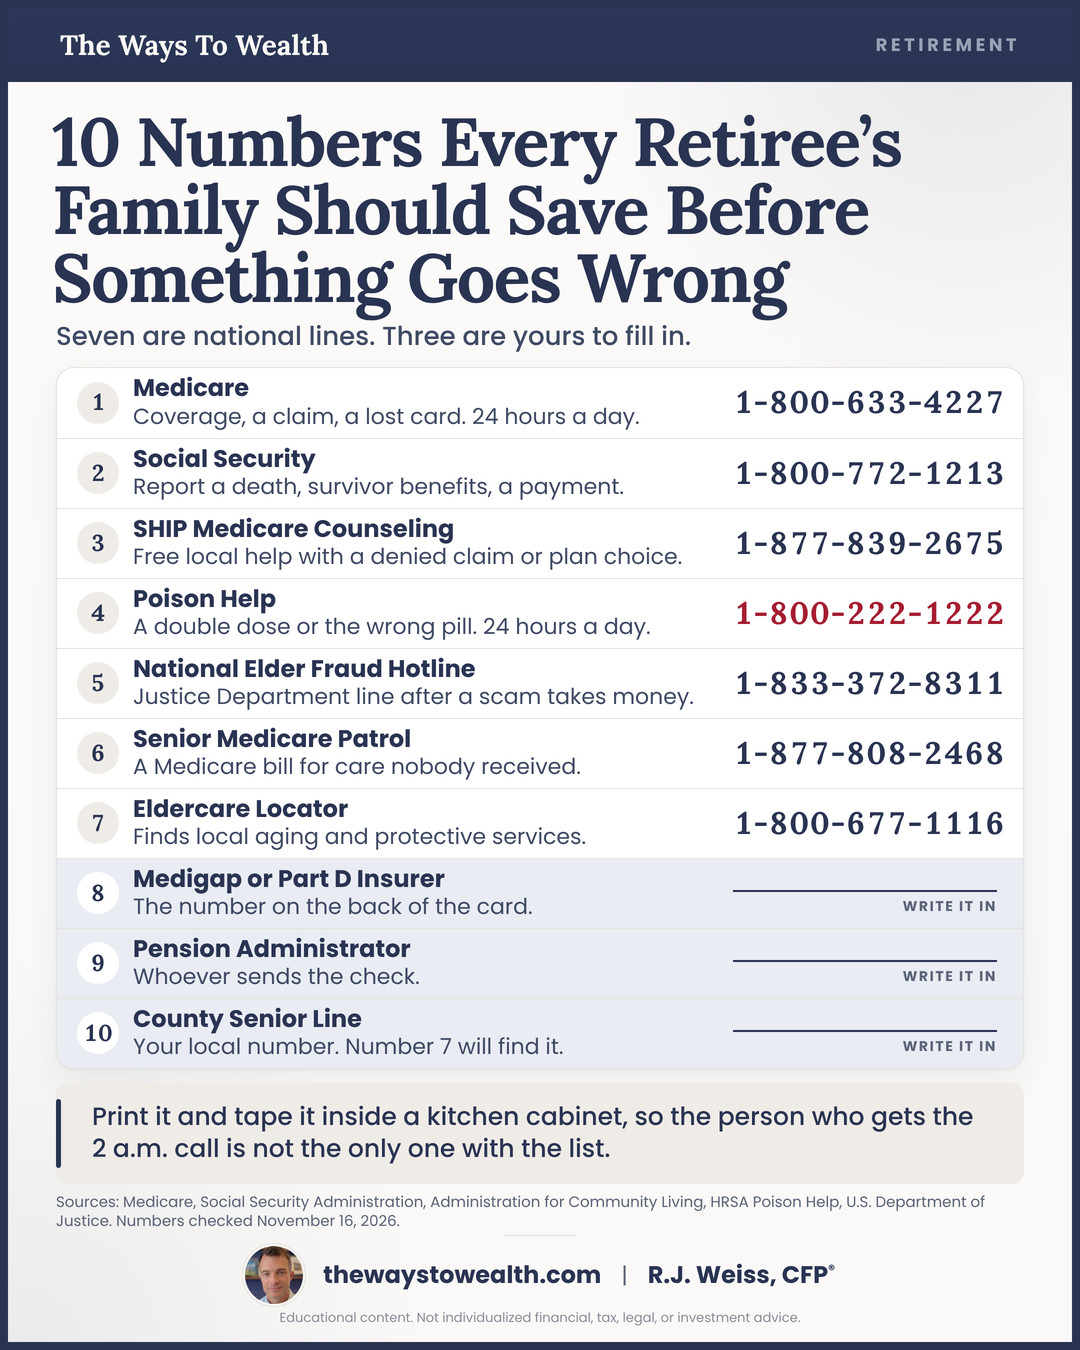 The Ways To Wealth
RETIREMENT
10 Numbers Every Retiree’s
Family Should Save Before
Something Goes Wrong
Seven are national lines. Three are yours to fill in.
1
Medicare
Coverage, a claim, a lost card. 24 hours a day.
1-800-633-4227
2
Social Security
Report a death, survivor benefits, a payment.
1-800-772-1213
3
SHIP Medicare Counseling
Free local help with a denied claim or plan choice.
1-877-839-2675
4
Poison Help
A double dose or the wrong pill. 24 hours a day.
1-800-222-1222
5
National Elder Fraud Hotline
Justice Department line after a scam takes money.
1-833-372-8311
6
Senior Medicare Patrol
A Medicare bill for care nobody received.
1-877-808-2468
7
Eldercare Locator
Finds local aging and protective services.
1-800-677-1116
8
Medigap or Part D Insurer
The number on the back of the card.
WRITE IT IN
9
Pension Administrator
Whoever sends the check.
WRITE IT IN
10
County Senior Line
Your local number. Number 7 will find it.
WRITE IT IN
Print it and tape it inside a kitchen cabinet, so the person who gets the
2 a.m. call is not the only one with the list.
Sources: Medicare, Social Security Administration, Administration for Community Living, HRSA Poison Help, U.S. Department of
Justice. Numbers checked November 16, 2026.
thewaystowealth.com | R.J. Weiss, CFP®
Educational content. Not individualized financial, tax, legal, or investment advice.